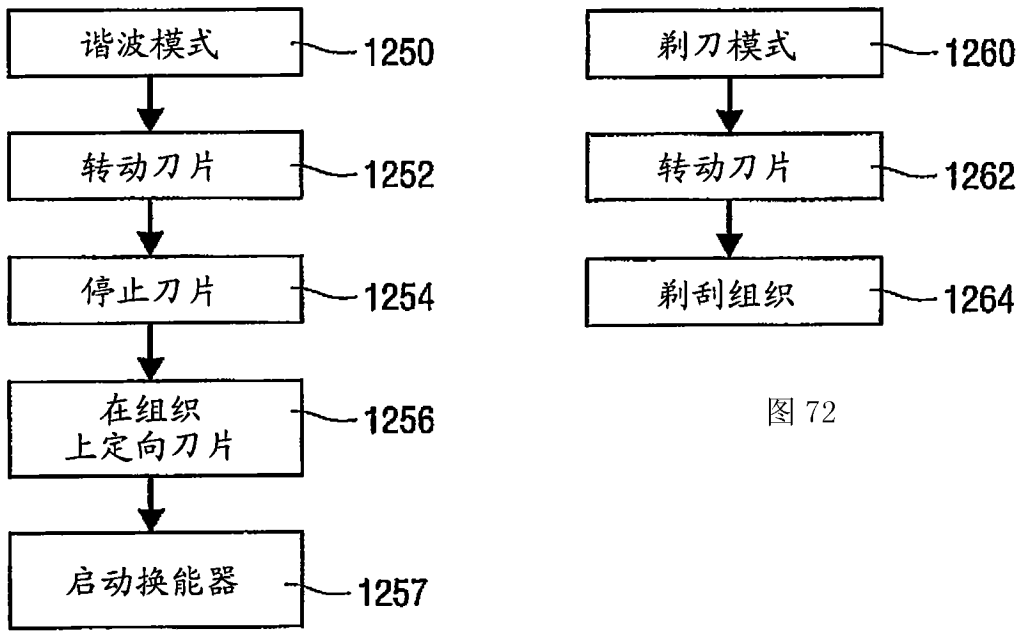 谐波模式
1250
转动刀片
1252
停止刀片
1254
在组织
上定向刀片
1256
启动换能器
1257
剃刀模式
1260
转动刀片
1262
剃刮组织
1264
图 72